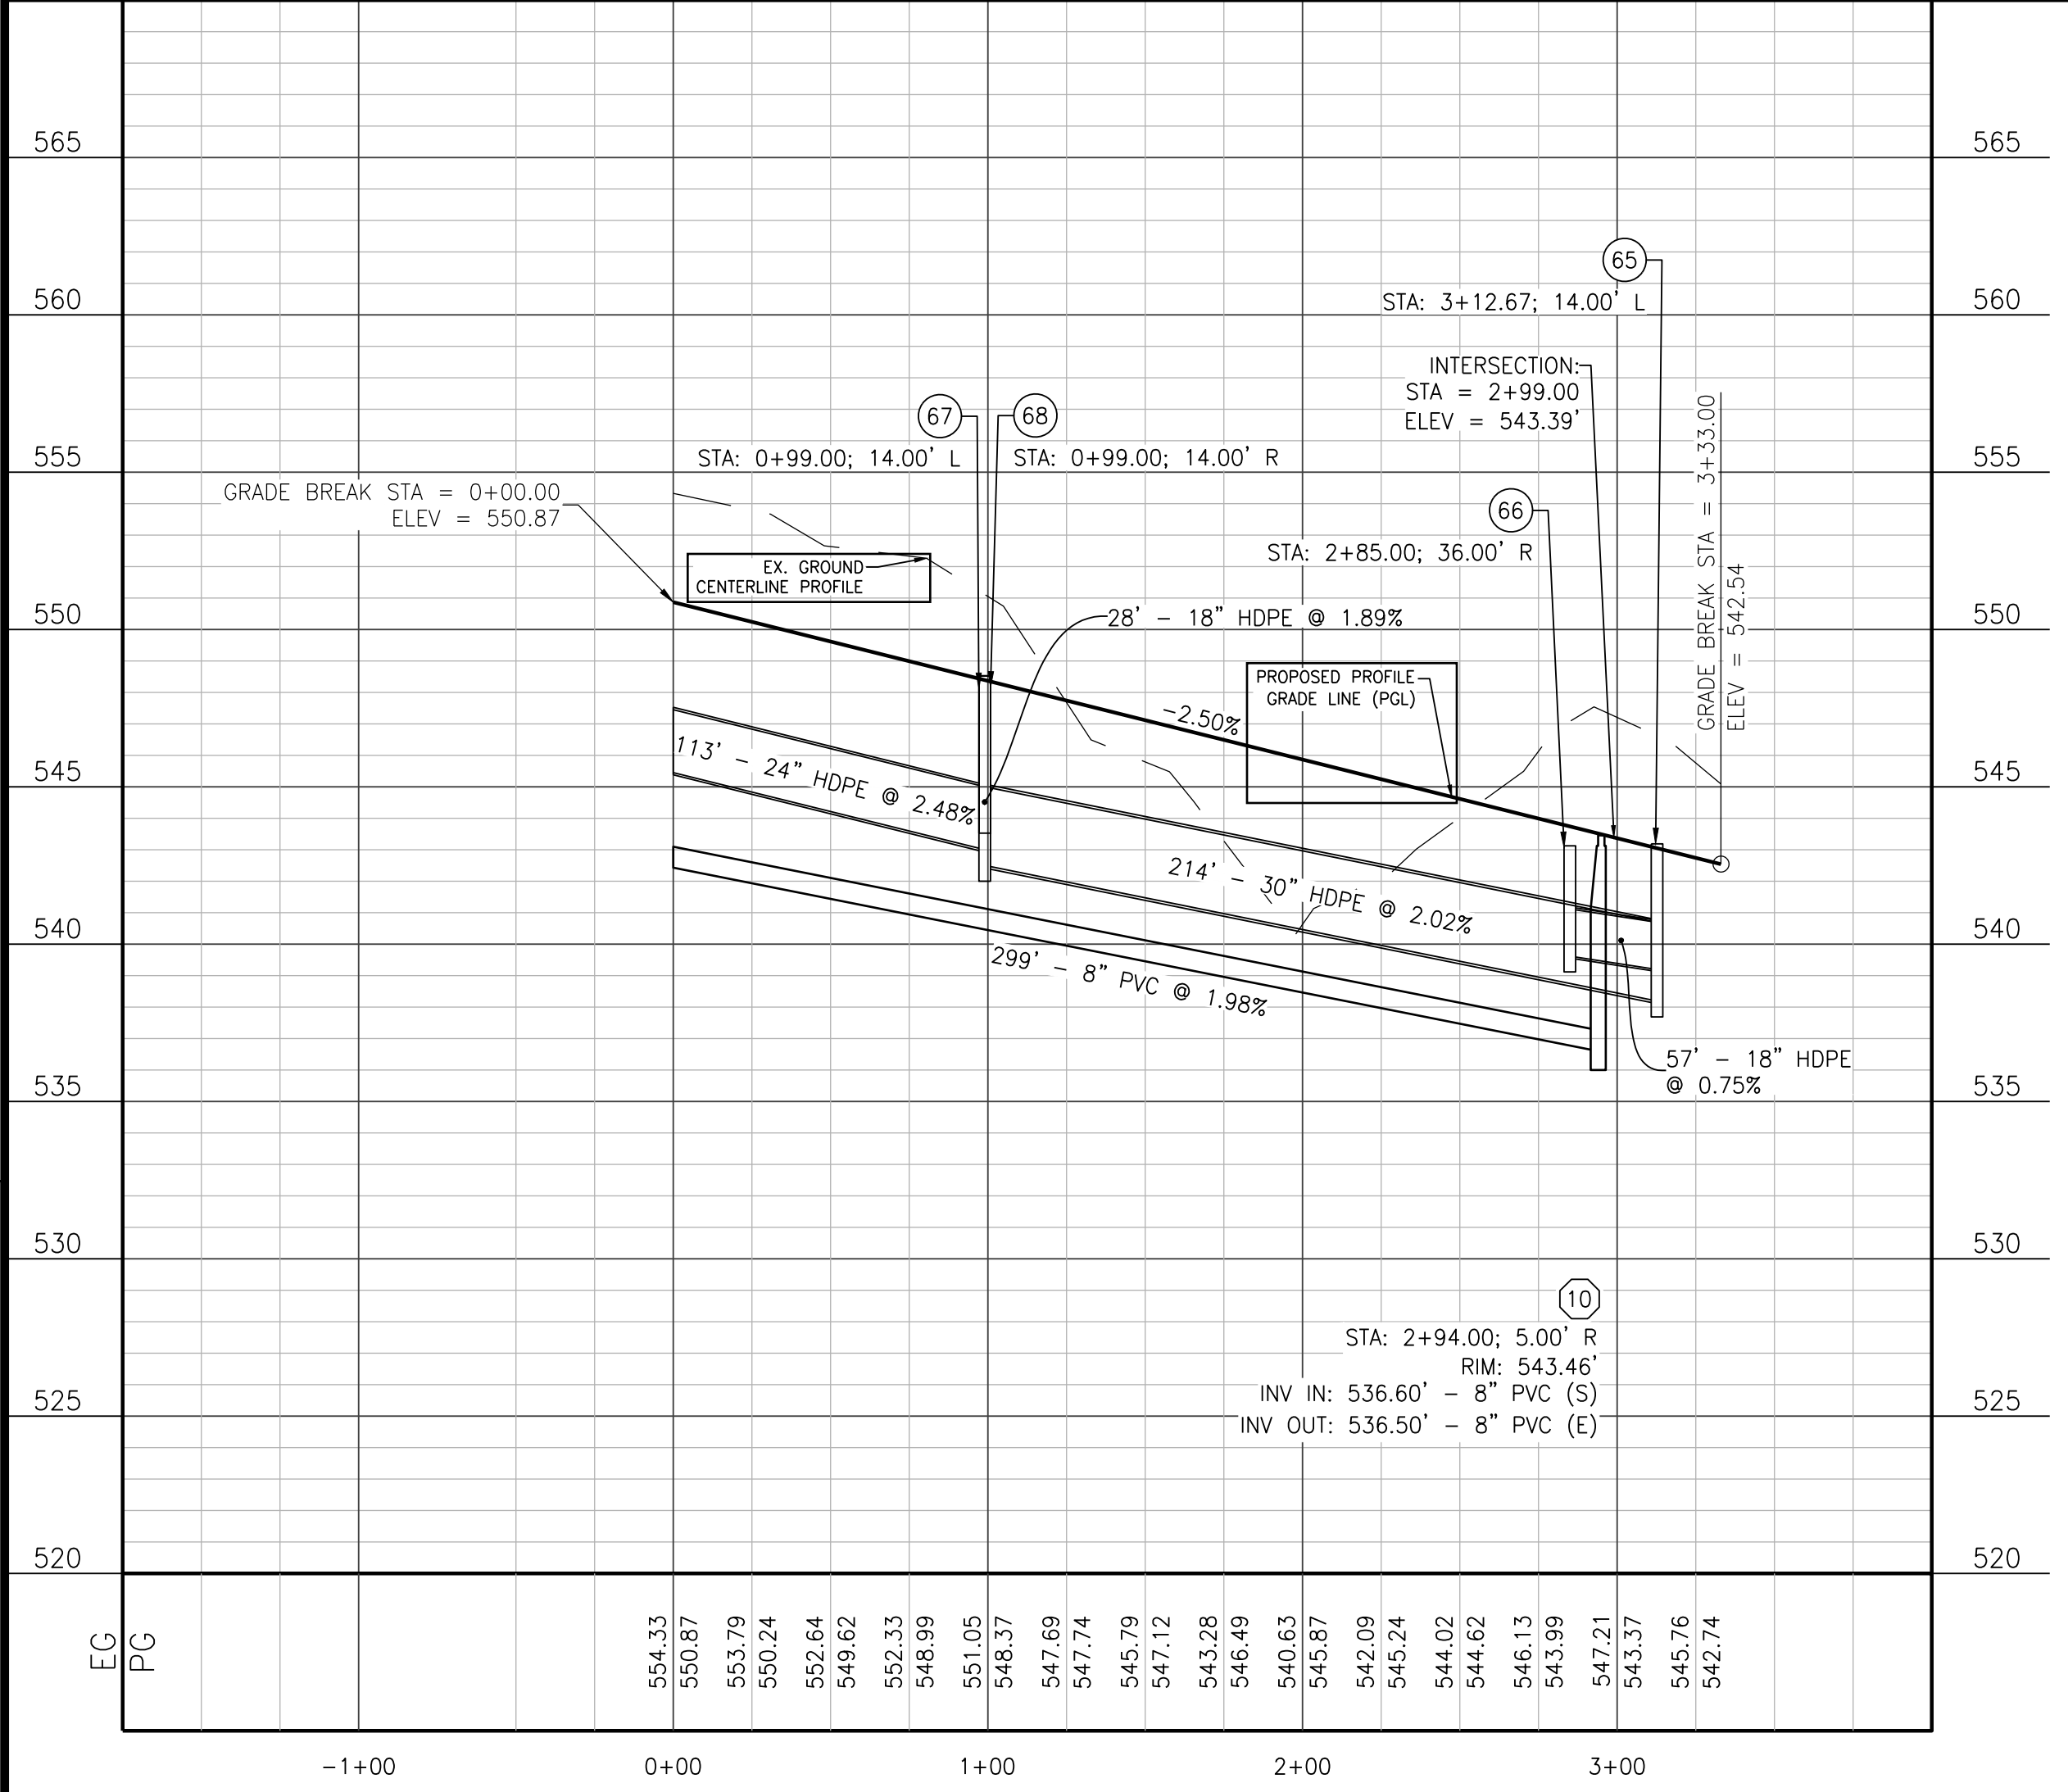 565 565
560 560
555 555
550 550
545 545
540 540
535 535
530 530
525 525
520 520
65
STA: 3+12.67; 14.00' L
INTERSECTION:
STA = 2+99.00
ELEV = 543.39'
67
68
STA: 0+99.00; 14.00' L
STA: 0+99.00; 14.00' R
GRADE BREAK STA = 0+00.00
ELEV = 550.87
66
STA: 2+85.00; 36.00' R
GRADE BREAK STA = 3+33.00
ELEV = 542.54
EX. GROUND
CENTERLINE PROFILE
28' - 18" HDPE @ 1.89%
PROPOSED PROFILE
GRADE LINE (PGL)
-2.50%
113' - 24" HDPE @ 2.48%
214' - 30" HDPE @ 2.02%
299' - 8" PVC @ 1.98%
57' - 18" HDPE
@ 0.75%
10
STA: 2+94.00; 5.00' R
RIM: 543.46'
INV IN: 536.60' - 8" PVC (S)
INV OUT: 536.50' - 8" PVC (E)
EG
PG
554.33
550.87
553.79
550.24
552.64
549.62
552.33
548.99
551.05
548.37
547.69
547.74
545.79
547.12
543.28
546.49
540.63
545.87
542.09
545.24
544.02
544.62
546.13
543.99
547.21
543.37
545.76
542.74
-1+00 0+00 1+00 2+00 3+00